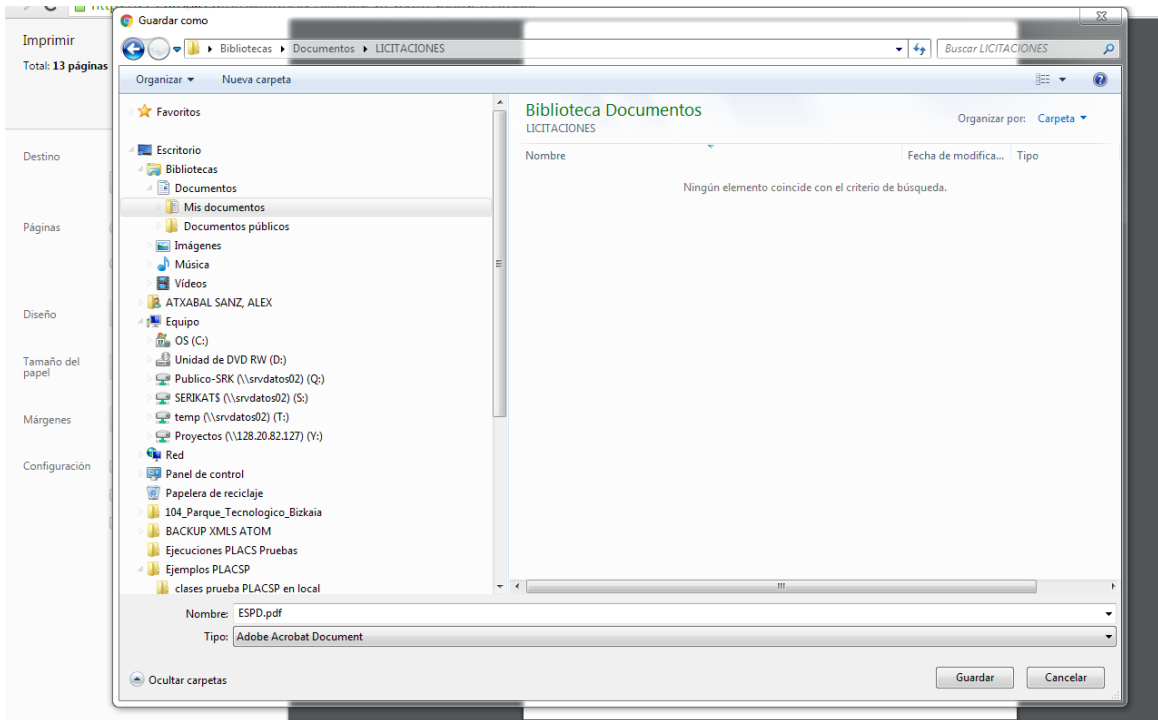 Guardar como
Imprimir
Total: 13 páginas
Bibliotecas ▸ Documentos ▸ LICITACIONES
Buscar LICITACIONES
Organizar
Nueva carpeta
Favoritos
Escritorio
Bibliotecas
Documentos
Mis documentos
Documentos públicos
Imágenes
Música
Vídeos
ATXABAL SANZ, ALEX
Equipo
OS (C:)
Unidad de DVD RW (D:)
Publico-SRK (\\srvdatos02) (Q:)
SERIKAT$ (\\srvdatos02) (S:)
temp (\\srvdatos02) (T:)
Proyectos (\\128.20.82.127) (Y:)
Red
Panel de control
Papelera de reciclaje
104_Parque_Tecnologico_Bizkaia
BACKUP XMLS ATOM
Ejecuciones PLACS Pruebas
Ejemplos PLACSP
clases prueba PLACSP en local
Biblioteca Documentos
LICITACIONES
Organizar por: Carpeta
Nombre Fecha de modifica... Tipo
Ningún elemento coincide con el criterio de búsqueda.
Destino
Páginas
Diseño
Tamaño del
papel
Márgenes
Configuración
Nombre: ESPD.pdf
Tipo: Adobe Acrobat Document
Ocultar carpetas
Guardar
Cancelar